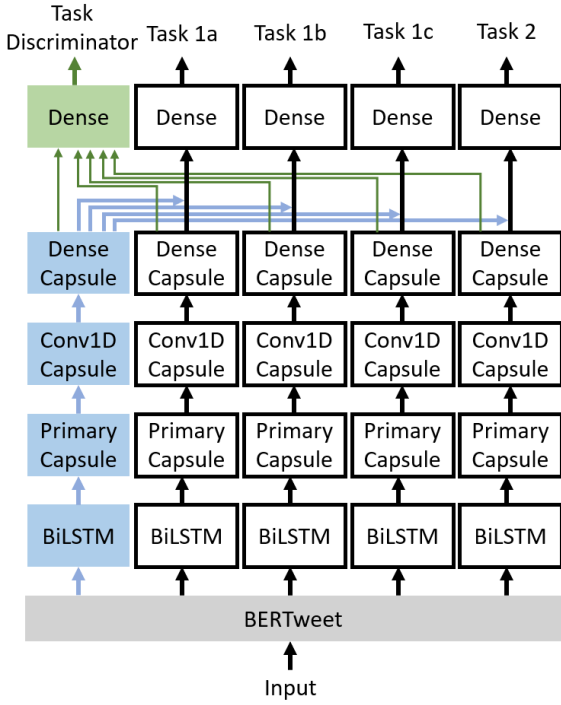 Task
Discriminator
Task 1a
Task 1b
Task 1c
Task 2
Dense
Dense
Dense
Dense
Dense
Dense
Capsule
Dense
Capsule
Dense
Capsule
Dense
Capsule
Dense
Capsule
Conv1D
Capsule
Conv1D
Capsule
Conv1D
Capsule
Conv1D
Capsule
Conv1D
Capsule
Primary
Capsule
Primary
Capsule
Primary
Capsule
Primary
Capsule
Primary
Capsule
BiLSTM
BiLSTM
BiLSTM
BiLSTM
BiLSTM
BERTweet
Input